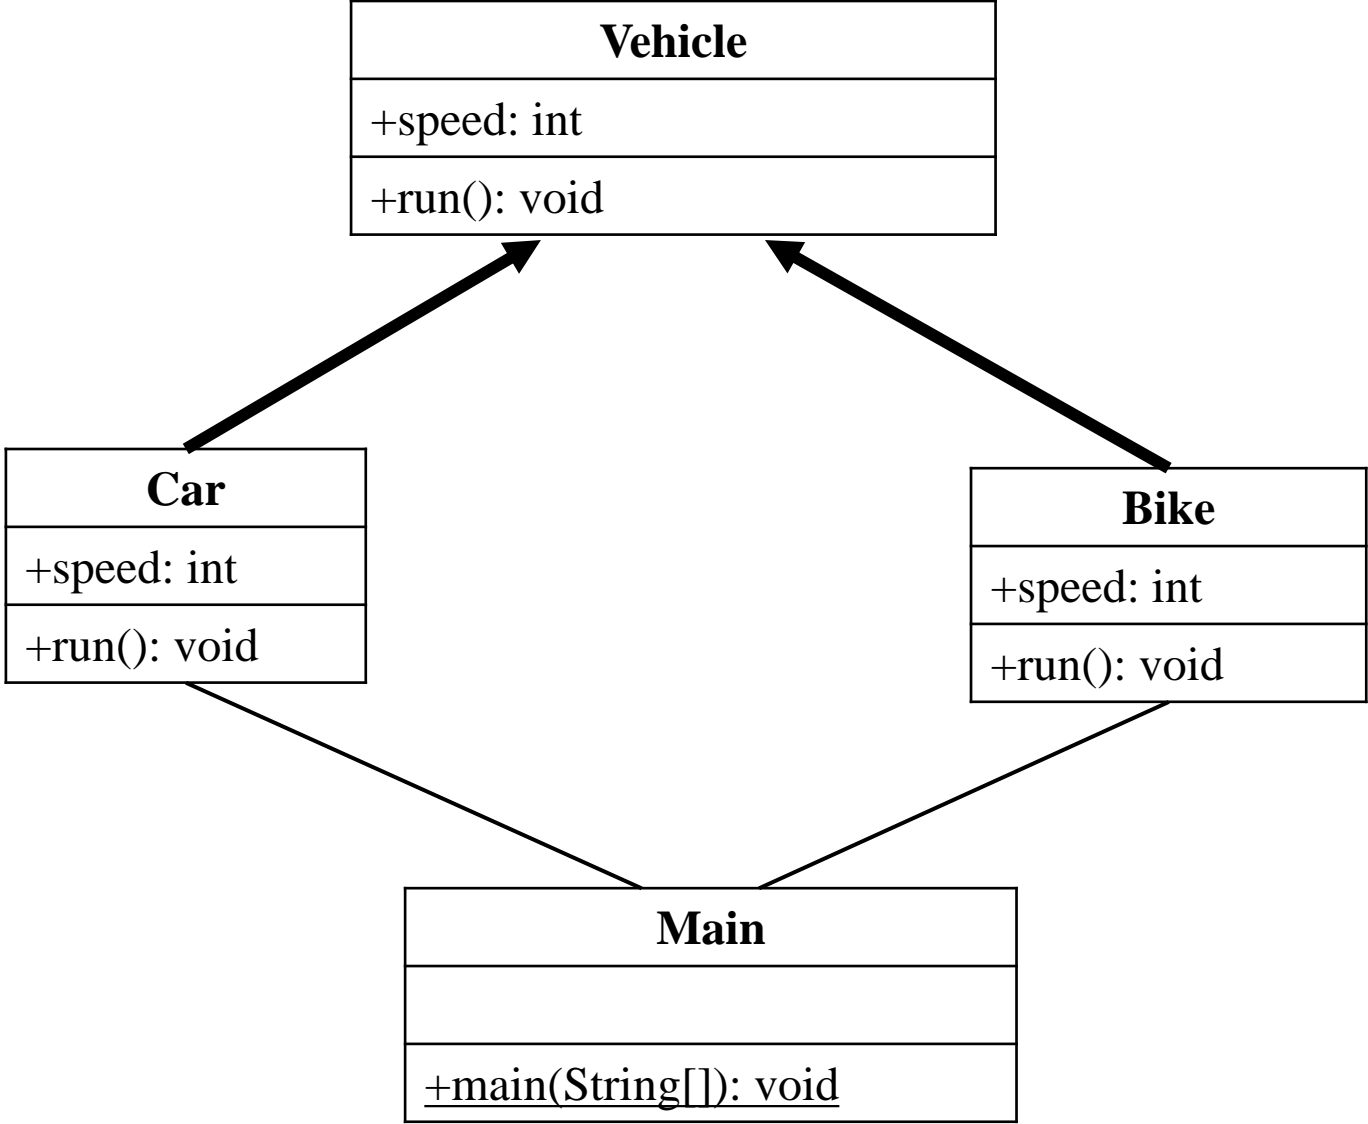 Vehicle
+speed: int
+run(): void
Car
+speed: int
+run(): void
Bike
+speed: int
+run(): void
Main
+main(String[]): void